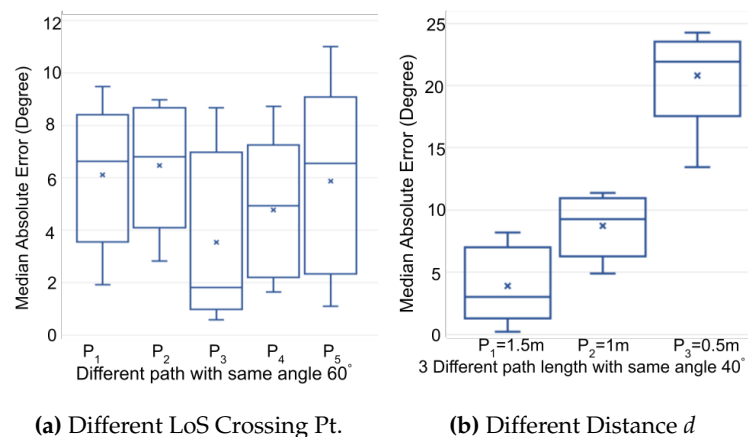 12
10
8
6
4
2
0
Median Absolute Error (Degree)
P₁ P₂ P₃ P₄ P₅
Different path with same angle 60°
(a) Different LoS Crossing Pt.
25
20
15
10
5
0
Median Absolute Error (Degree)
P₁=1.5m P₂=1m P₃=0.5m
3 Different path length with same angle 40°
(b) Different Distance d